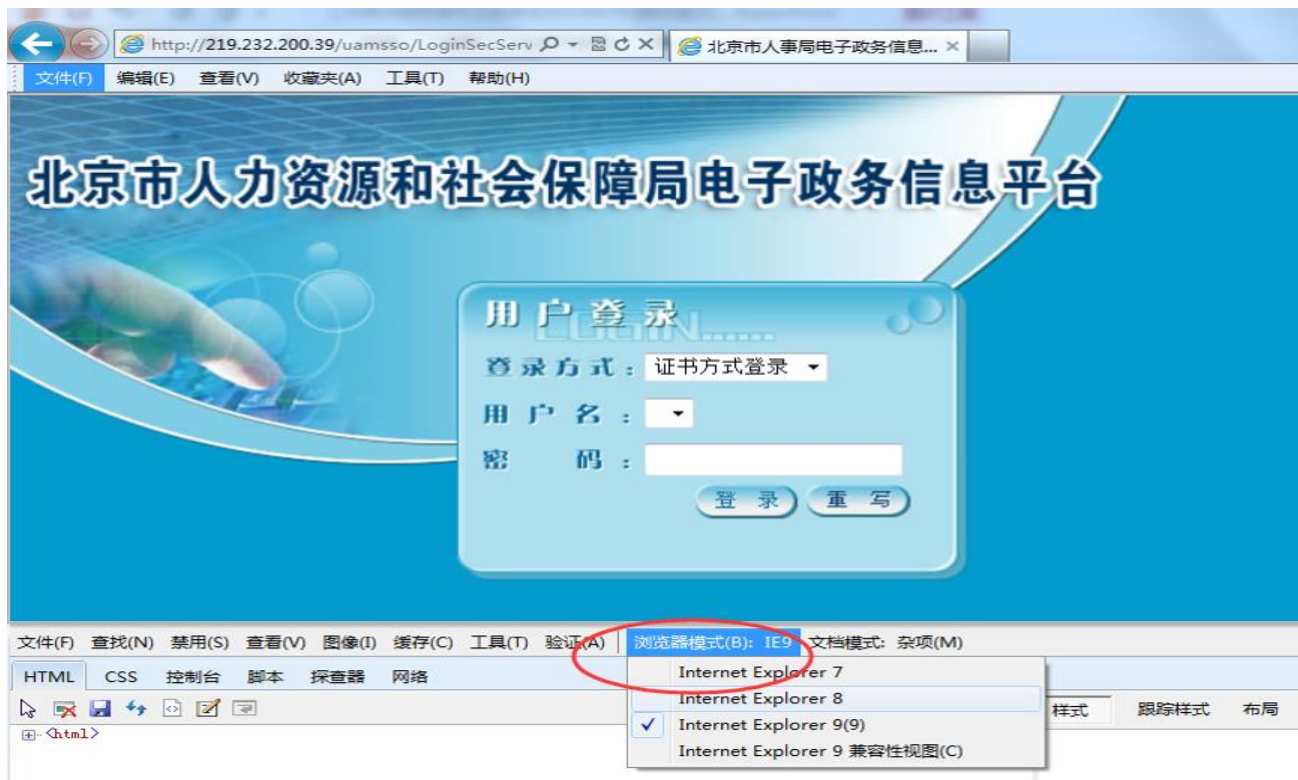 http://219.232.200.39/uamsso/LoginSecServ 北京市人事局电子政务信息...
文件(F) 编辑(E) 查看(V) 收藏夹(A) 工具(T) 帮助(H)
北京市人力资源和社会保障局电子政务信息平台
用户登录
LOGIN......
登录方式: 证书方式登录
用户名:
密码:
登录 重写
文件(F) 查找(N) 禁用(S) 查看(V) 图像(I) 缓存(C) 工具(T) 验证(A) 浏览器模式(B): IE9 文档模式: 杂项(M)
HTML CSS 控制台 脚本 探查器 网络
Internet Explorer 7
Internet Explorer 8
Internet Explorer 9(9)
Internet Explorer 9 兼容性视图(C)
样式 跟踪样式 布局
<html>